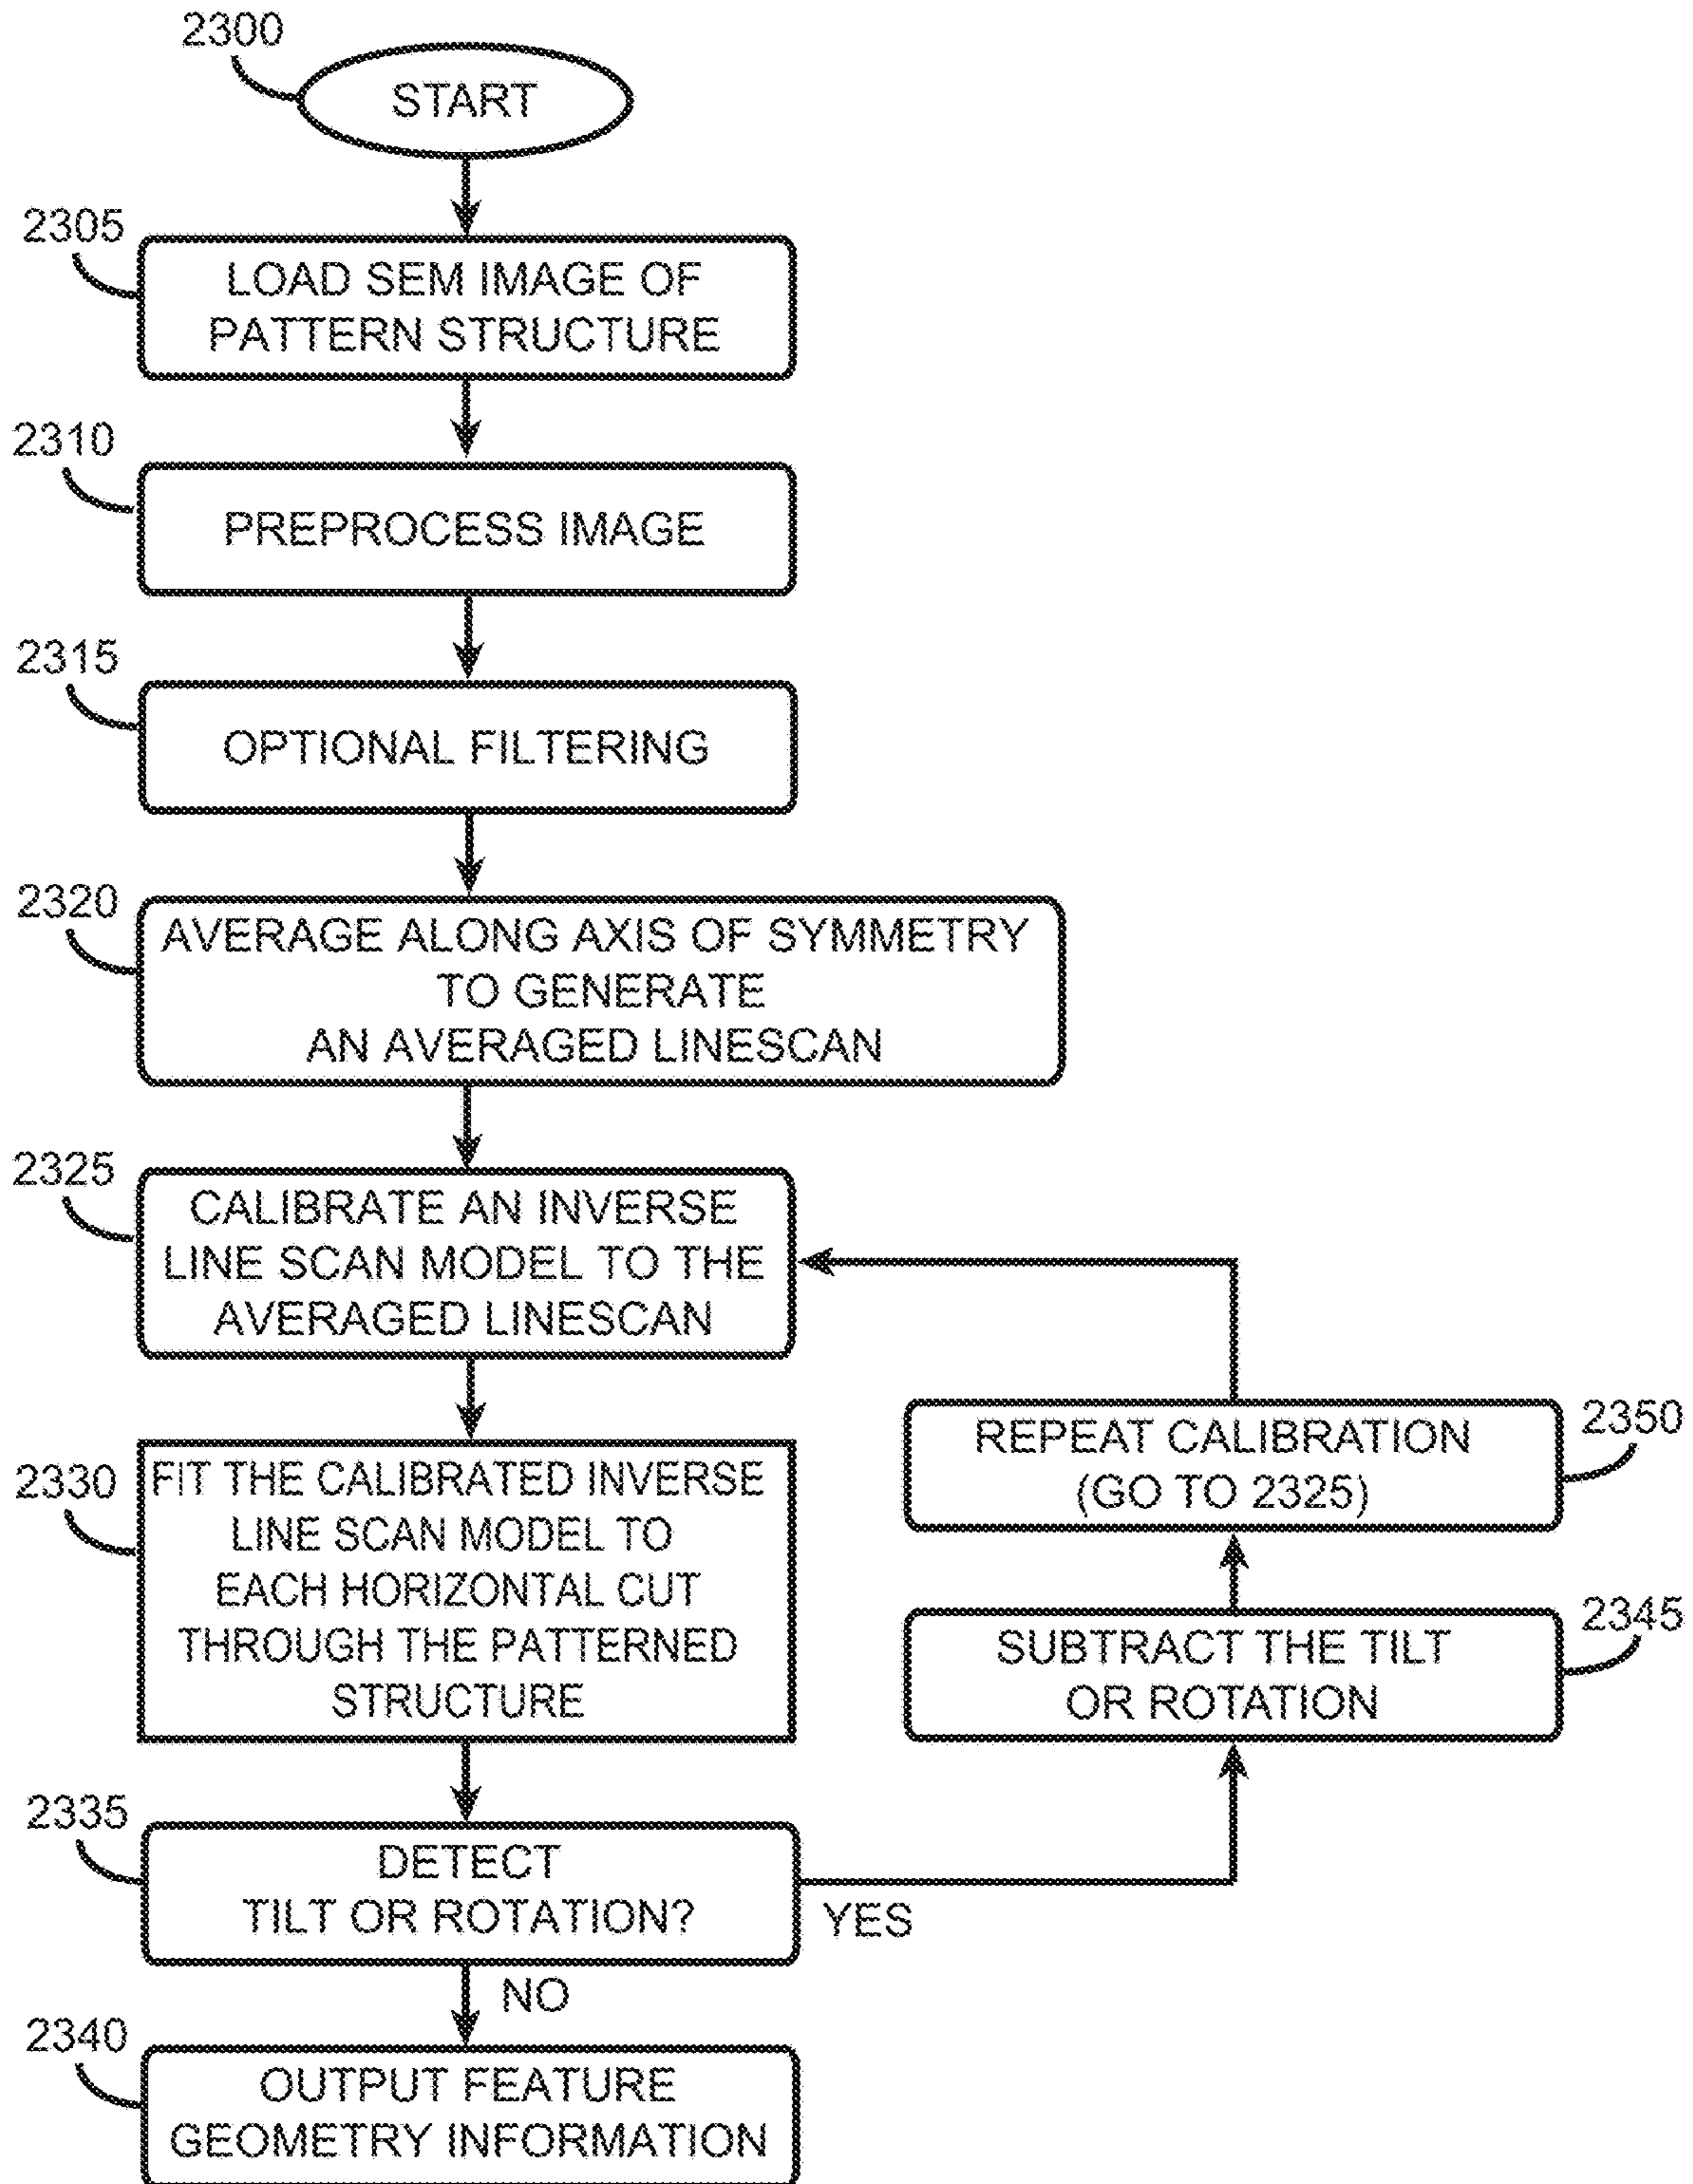 2300
START
2305
LOAD SEM IMAGE OF
PATTERN STRUCTURE
2310
PREPROCESS IMAGE
2315
OPTIONAL FILTERING
2320
AVERAGE ALONG AXIS OF SYMMETRY
TO GENERATE
AN AVERAGED LINESCAN
2325
CALIBRATE AN INVERSE
LINE SCAN MODEL TO THE
AVERAGED LINESCAN
2330
FIT THE CALIBRATED INVERSE
LINE SCAN MODEL TO
EACH HORIZONTAL CUT
THROUGH THE PATTERNED
STRUCTURE
2335
DETECT
TILT OR ROTATION?
YES
NO
2340
OUTPUT FEATURE
GEOMETRY INFORMATION
2350
REPEAT CALIBRATION
(GO TO 2325)
2345
SUBTRACT THE TILT
OR ROTATION